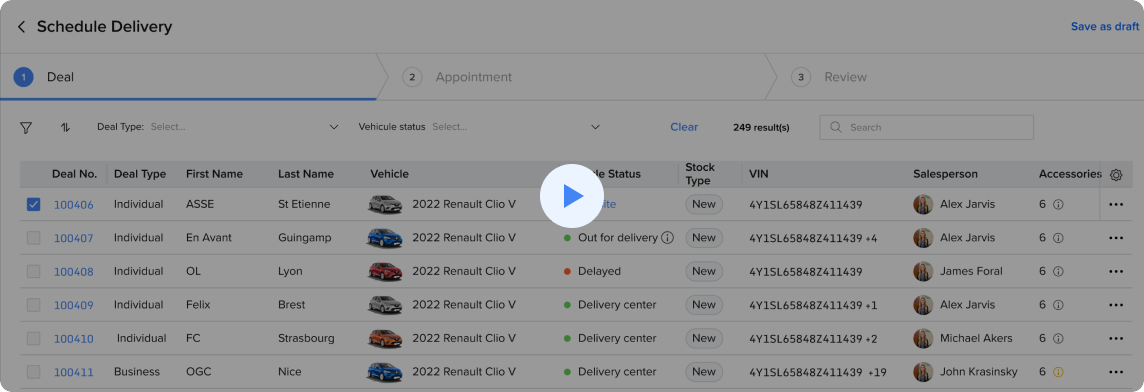 Schedule Delivery
Save as draft
1 Deal
2 Appointment
3 Review
Deal Type: Select... Vehicule status Select... Clear 249 result(s) Search
Deal No. Deal Type First Name Last Name Vehicle Status Stock Type VIN Salesperson Accessories
100406 Individual ASSE St Etienne 2022 Renault Clio V New 4Y1SL65848Z411439 Alex Jarvis 6
100407 Individual En Avant Guingamp 2022 Renault Clio V Out for delivery New 4Y1SL65848Z411439 +4 Alex Jarvis 6
100408 Individual OL Lyon 2022 Renault Clio V Delayed New 4Y1SL65848Z411439 James Foral 6
100409 Individual Felix Brest 2022 Renault Clio V Delivery center New 4Y1SL65848Z411439 +1 Alex Jarvis 6
100410 Individual FC Strasbourg 2022 Renault Clio V Delivery center New 4Y1SL65848Z411439 +2 Michael Akers 6
100411 Business OGC Nice 2022 Renault Clio V Delivery center New 4Y1SL65848Z411439 +19 John Krasinsky 6